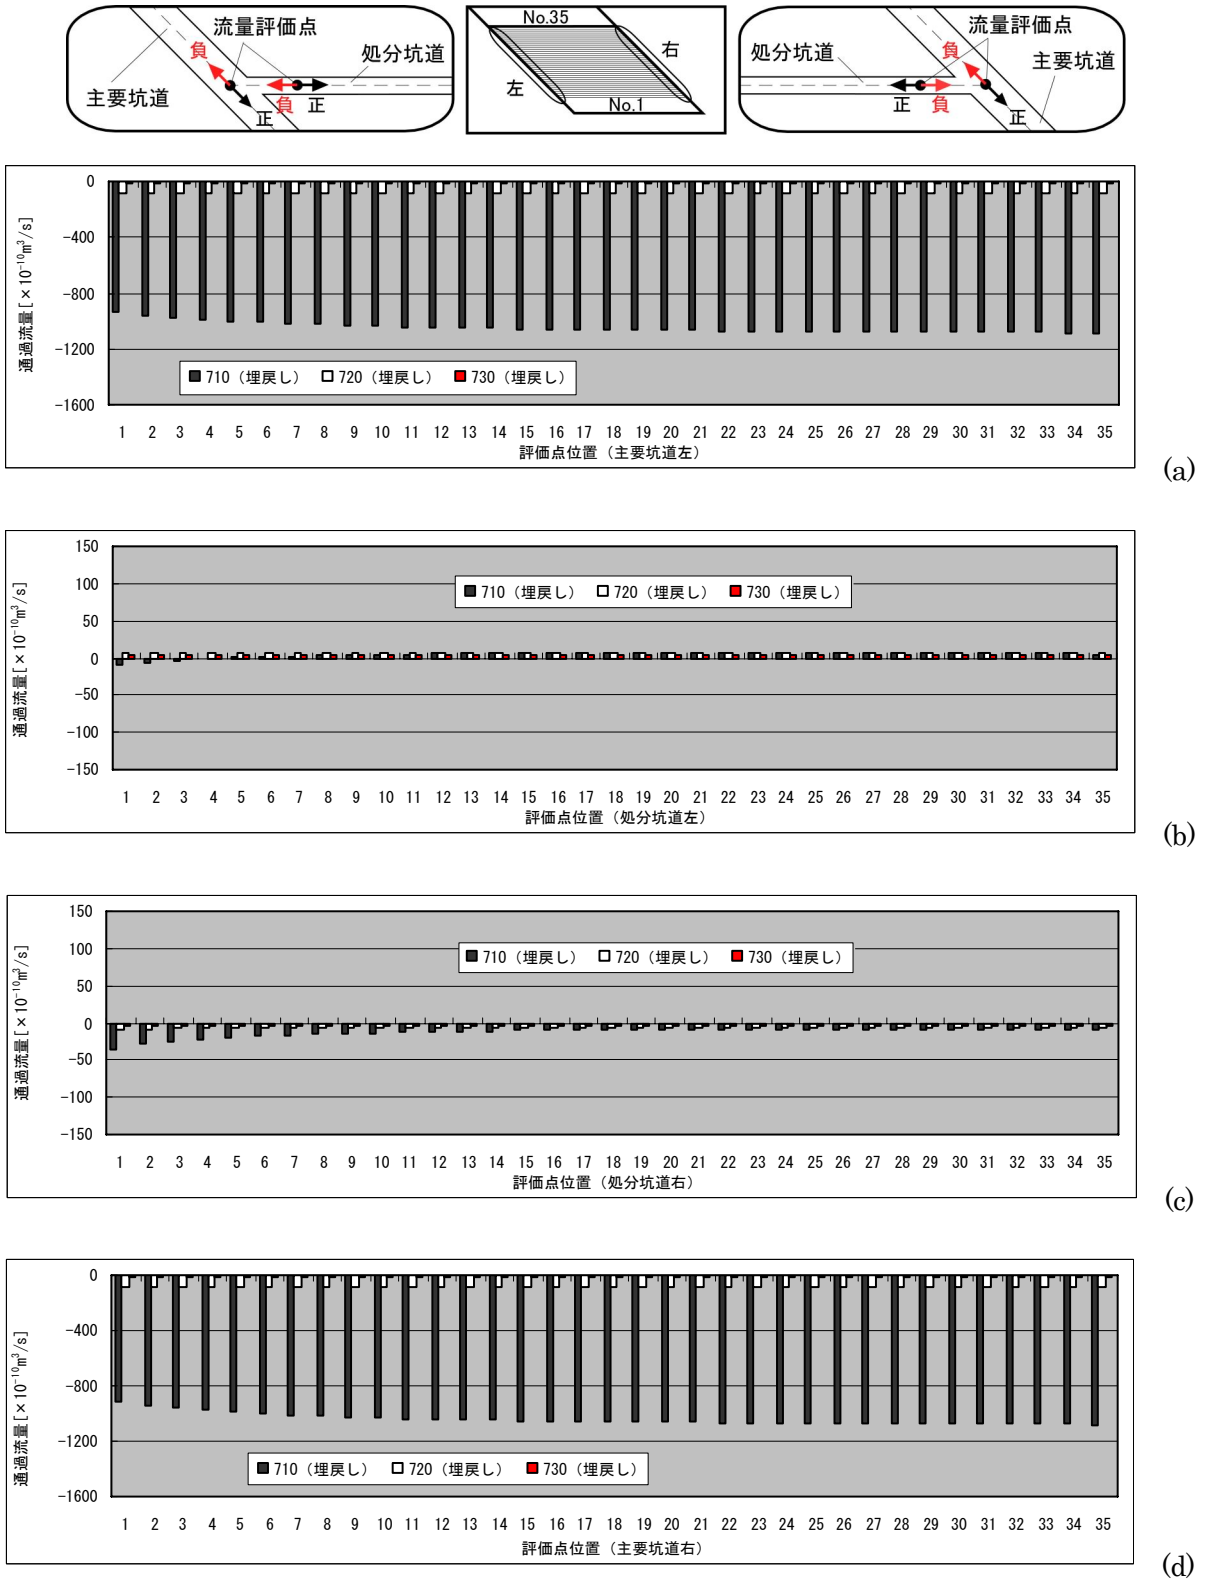 流量評価点
負
処分坑道
主要坑道
負
正
正
No.35
右
左
No.1
流量評価点
処分坑道
負
主要坑道
正
負
正
0
-400
-800
-1200
-1600
通過流量[×10⁻¹⁰m³/s]
■710（埋戻し） □720（埋戻し） ■730（埋戻し）
1 2 3 4 5 6 7 8 9 10 11 12 13 14 15 16 17 18 19 20 21 22 23 24 25 26 27 28 29 30 31 32 33 34 35
評価点位置（主要坑道左）
(a)
150
100
50
0
-50
-100
-150
通過流量[×10⁻¹⁰m³/s]
■710（埋戻し） □720（埋戻し） ■730（埋戻し）
1 2 3 4 5 6 7 8 9 10 11 12 13 14 15 16 17 18 19 20 21 22 23 24 25 26 27 28 29 30 31 32 33 34 35
評価点位置（処分坑道左）
(b)
150
100
50
0
-50
-100
-150
通過流量[×10⁻¹⁰m³/s]
■710（埋戻し） □720（埋戻し） ■730（埋戻し）
1 2 3 4 5 6 7 8 9 10 11 12 13 14 15 16 17 18 19 20 21 22 23 24 25 26 27 28 29 30 31 32 33 34 35
評価点位置（処分坑道右）
(c)
0
-400
-800
-1200
-1600
通過流量[×10⁻¹⁰m³/s]
■710（埋戻し） □720（埋戻し） ■730（埋戻し）
1 2 3 4 5 6 7 8 9 10 11 12 13 14 15 16 17 18 19 20 21 22 23 24 25 26 27 28 29 30 31 32 33 34 35
評価点位置（主要坑道右）
(d)